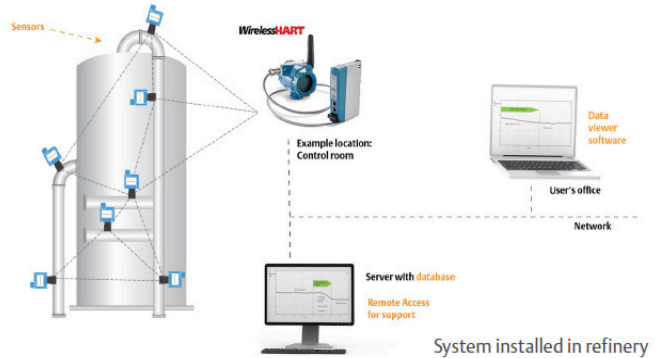 Sensors
WirelessHART
Example location:
Control room
Data
viewer
software
User's office
Network
Server with database
Remote Access
for support
System installed in refinery